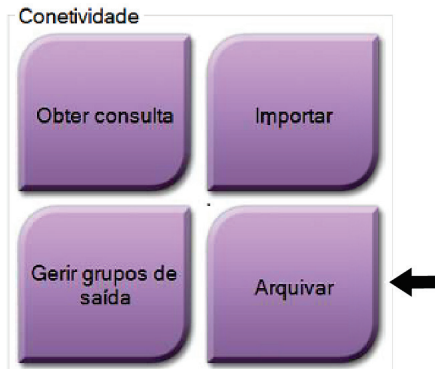 Conetividade
Obter consulta
Importar
Gerir grupos de
saída
Arquivar